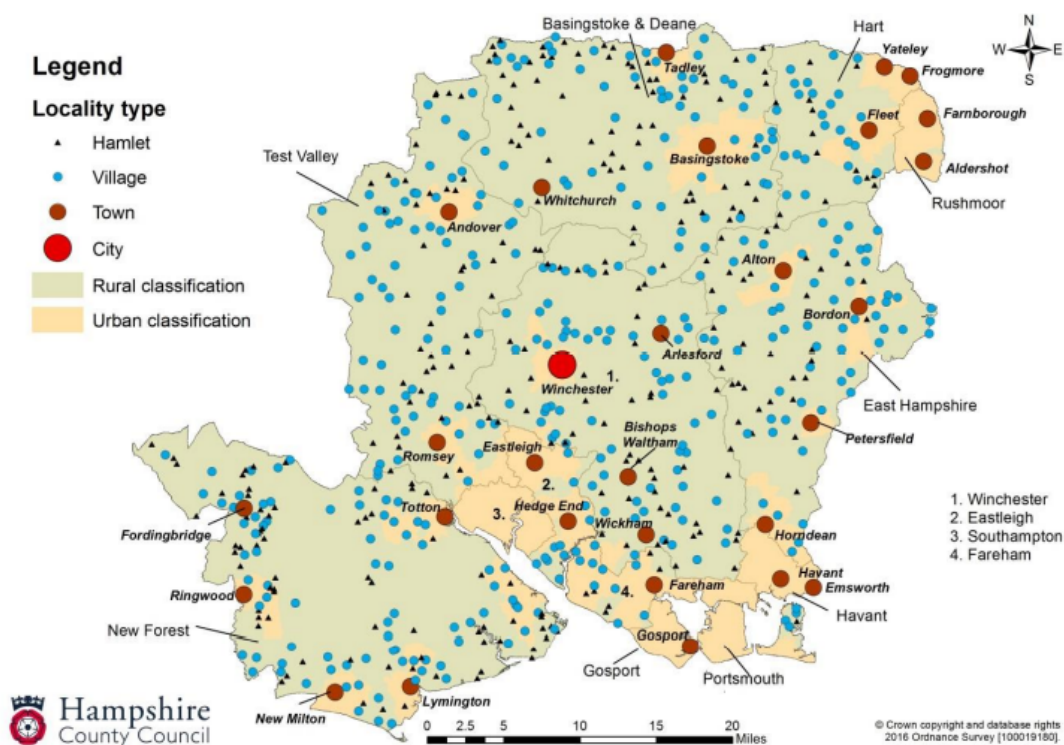 Legend
Locality type
Hamlet
Village
Town
City
Rural classification
Urban classification
Basingstoke & Deane
Hart
Yateley
Frogmore
Tadley
Fleet
Farnborough
Basingstoke
Aldershot
Test Valley
Rushmoor
Whitchurch
Andover
Alton
Bordon
Arlesford
Winchester
1.
East Hampshire
Bishops
Waltham
Petersfield
Romsey
Eastleigh
2.
Totton
3.
Hedge End
Wickham
Horndean
Fordingbridge
1. Winchester
2. Eastleigh
3. Southampton
4. Fareham
Havant
Emsworth
Fareham
4.
Ringwood
Havant
New Forest
Gosport
Gosport
Portsmouth
Lymington
New Milton
N
W
E
S
0 2.5 5 10 15 20
Miles
Hampshire
County Council
© Crown copyright and database rights
2016 Ordnance Survey [100019180]